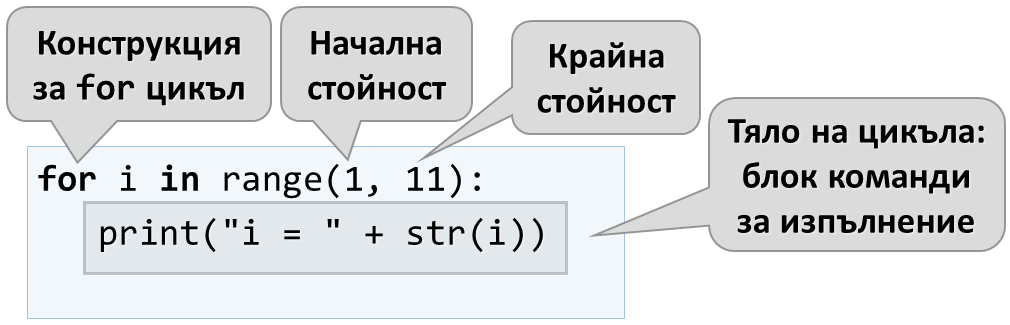 Конструкция
за for цикъл
Начална
стойност
Крайна
стойност
Тяло на цикъла:
блок команди
за изпълнение
for i in range(1, 11):
print("i = " + str(i))